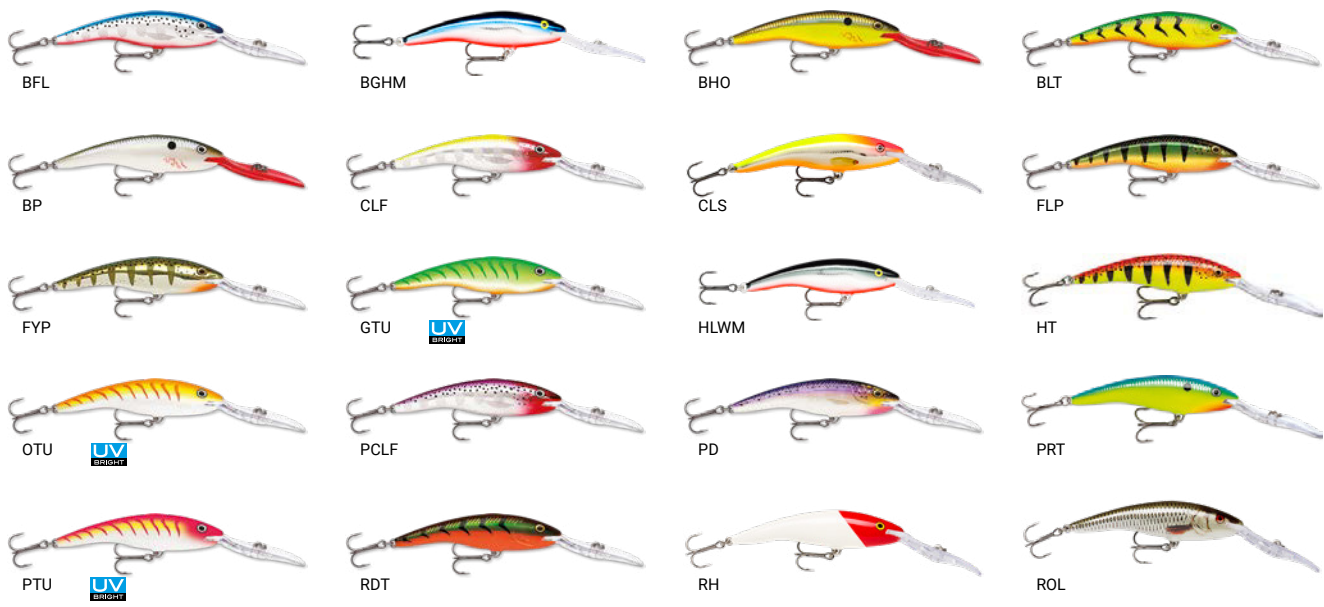 BFL
BGHM
BHO
BLT
BP
CLF
CLS
FLP
FYP
GTU
UV
BRIGHT
HLWM
HT
OTU
UV
BRIGHT
PCLF
PD
PRT
PTU
UV
BRIGHT
RDT
RH
ROL